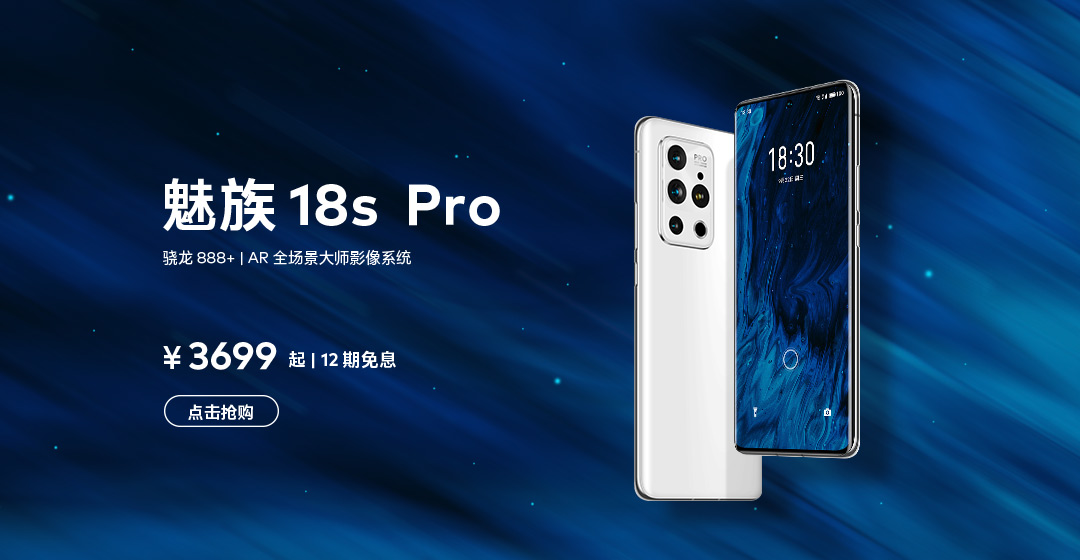 魅族 18s Pro
骁龙 888+ | AR 全场景大师影像系统
¥ 3699 起 | 12 期免息
点击抢购
PRO
18:30